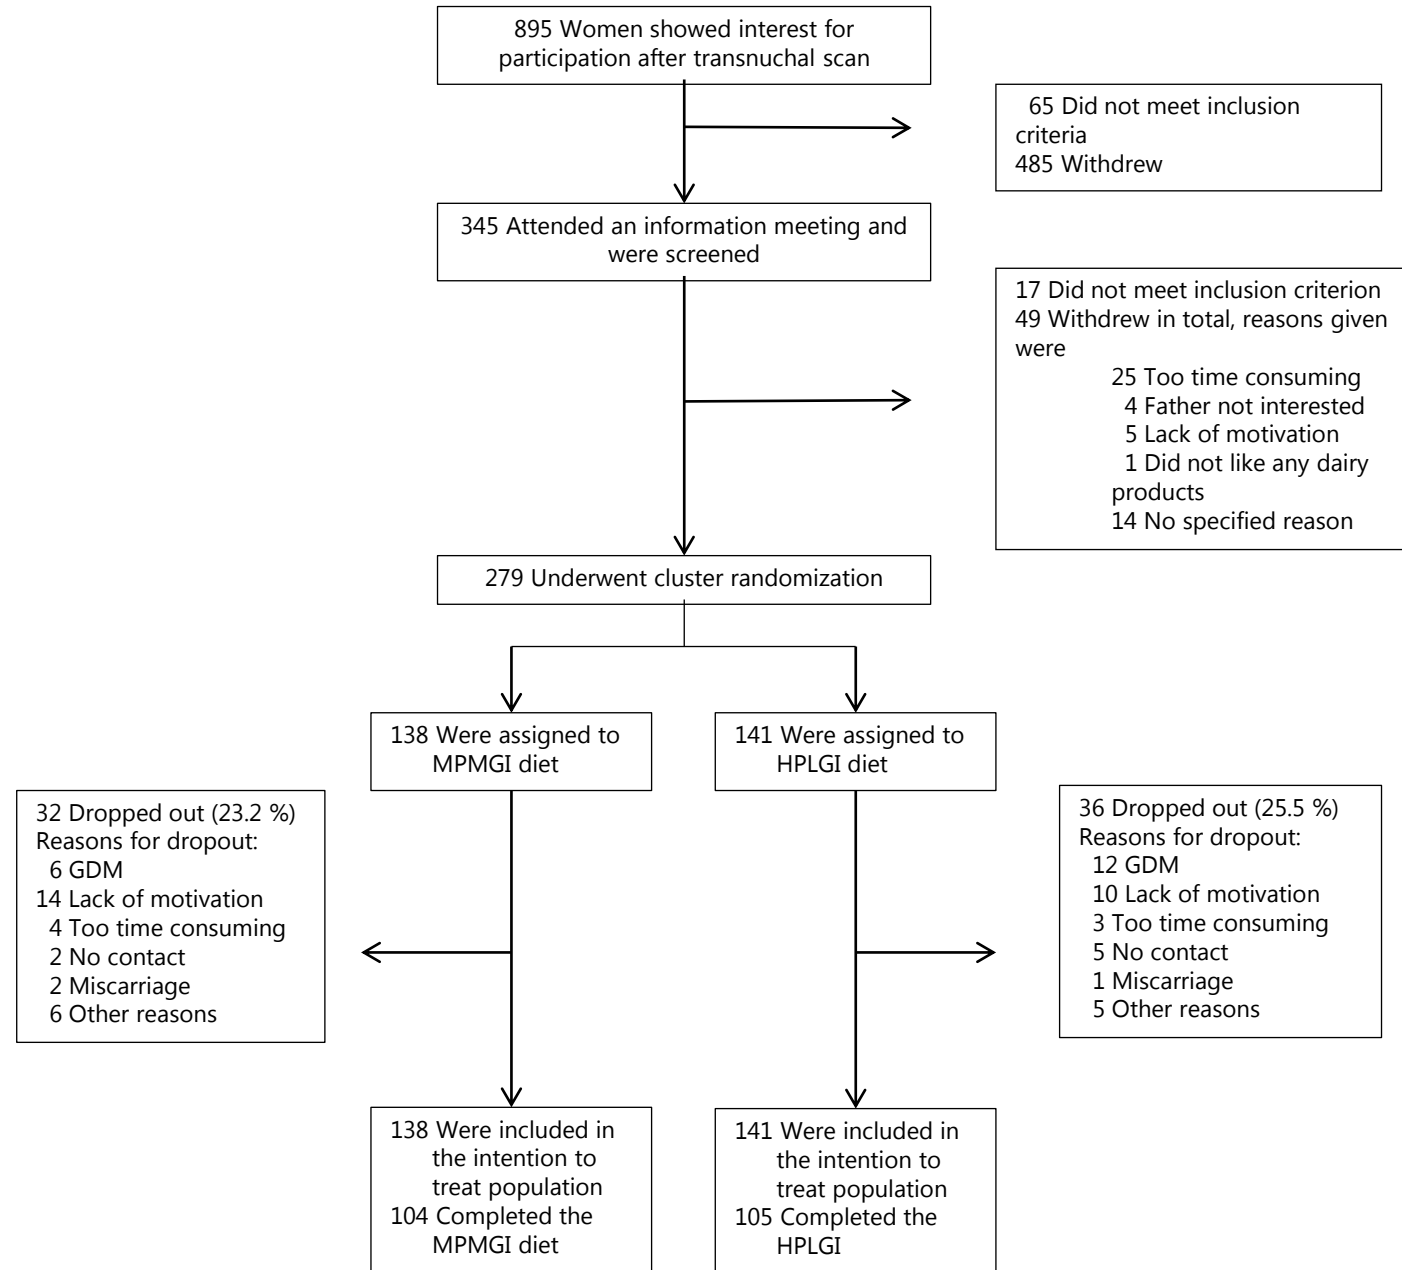 895 Women showed interest for
participation after transnuchal scan
65 Did not meet inclusion
criteria
485 Withdrew
345 Attended an information meeting and
were screened
17 Did not meet inclusion criterion
49 Withdrew in total, reasons given
were
25 Too time consuming
4 Father not interested
5 Lack of motivation
1 Did not like any dairy
products
14 No specified reason
279 Underwent cluster randomization
138 Were assigned to
MPMGI diet
141 Were assigned to
HPLGI diet
32 Dropped out (23.2 %)
Reasons for dropout:
6 GDM
14 Lack of motivation
4 Too time consuming
2 No contact
2 Miscarriage
6 Other reasons
36 Dropped out (25.5 %)
Reasons for dropout:
12 GDM
10 Lack of motivation
3 Too time consuming
5 No contact
1 Miscarriage
5 Other reasons
138 Were included in
the intention to
treat population
104 Completed the
MPMGI diet
141 Were included in
the intention to
treat population
105 Completed the
HPLGI